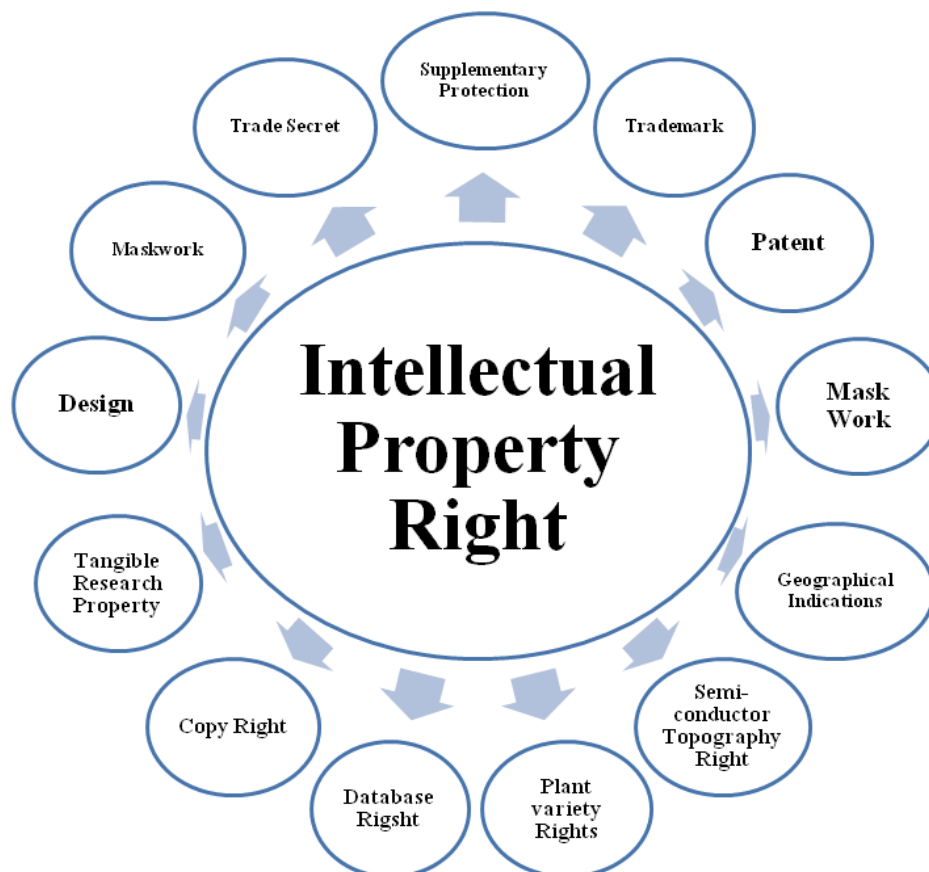 Supplementary
Protection
Trade Secret
Trademark
Maskwork
Patent
Intellectual
Property
Right
Design
Mask
Work
Tangible
Research
Property
Geographical
Indications
Copy Right
Semi-
conductor
Topography
Right
Database
Rigsht
Plant
variety
Rights